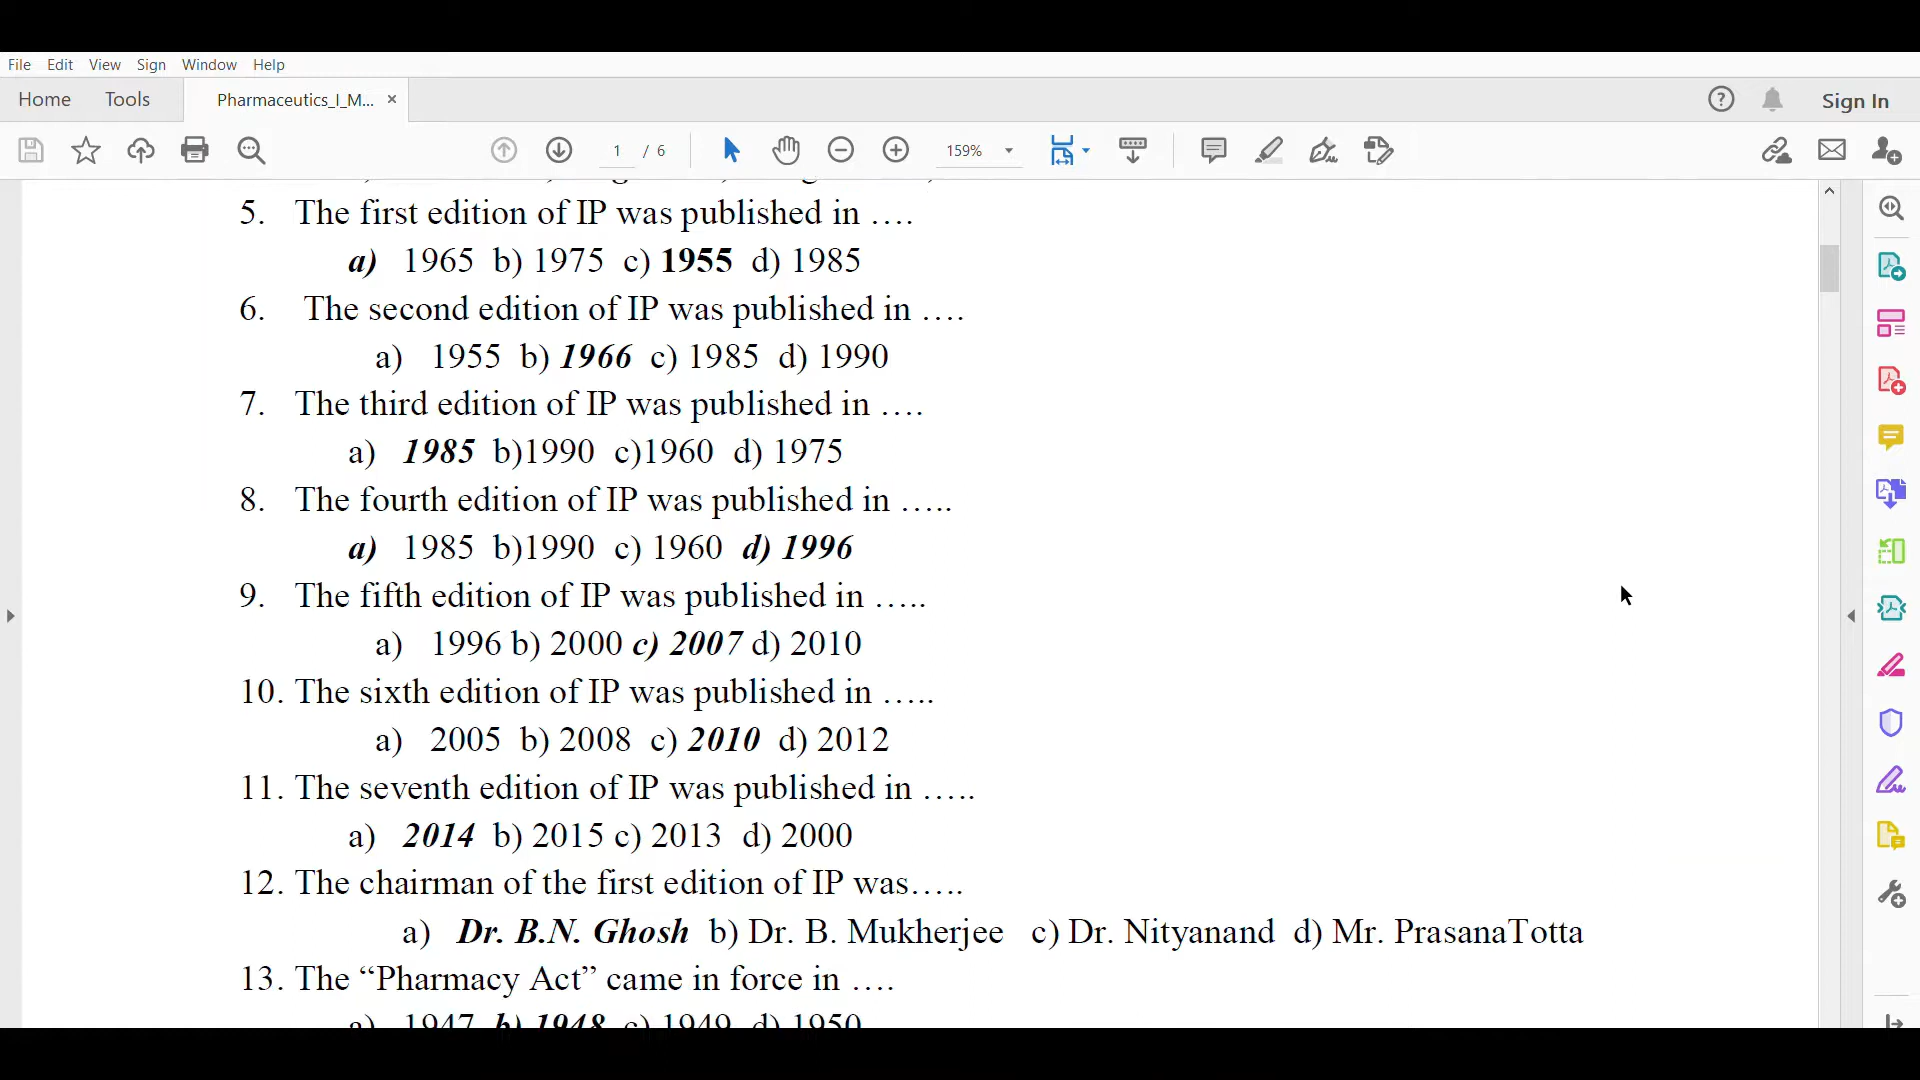 File Edit View Sign Window Help
Home Tools Pharmaceutics_I_M... × Sign In
1 / 6 159%
5. The first edition of IP was published in ….
a) 1965 b) 1975 c) 1955 d) 1985
6. The second edition of IP was published in ….
a) 1955 b) 1966 c) 1985 d) 1990
7. The third edition of IP was published in ….
a) 1985 b)1990 c)1960 d) 1975
8. The fourth edition of IP was published in …..
a) 1985 b)1990 c) 1960 d) 1996
9. The fifth edition of IP was published in …..
a) 1996 b) 2000 c) 2007 d) 2010
10. The sixth edition of IP was published in …..
a) 2005 b) 2008 c) 2010 d) 2012
11. The seventh edition of IP was published in …..
a) 2014 b) 2015 c) 2013 d) 2000
12. The chairman of the first edition of IP was…..
a) Dr. B.N. Ghosh b) Dr. B. Mukherjee c) Dr. Nityanand d) Mr. PrasanaTotta
13. The “Pharmacy Act” came in force in ….
a) 1947 b) 1948 c) 1949 d) 1950